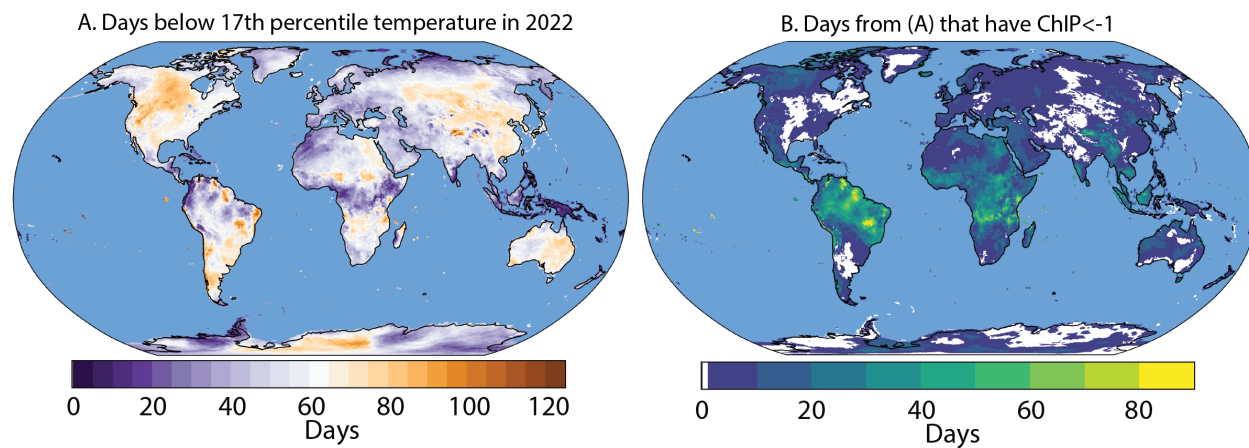 A. Days below 17th percentile temperature in 2022
B. Days from (A) that have ChIP<-1
0 20 40 60 80 100 120
Days
0 20 40 60 80
Days